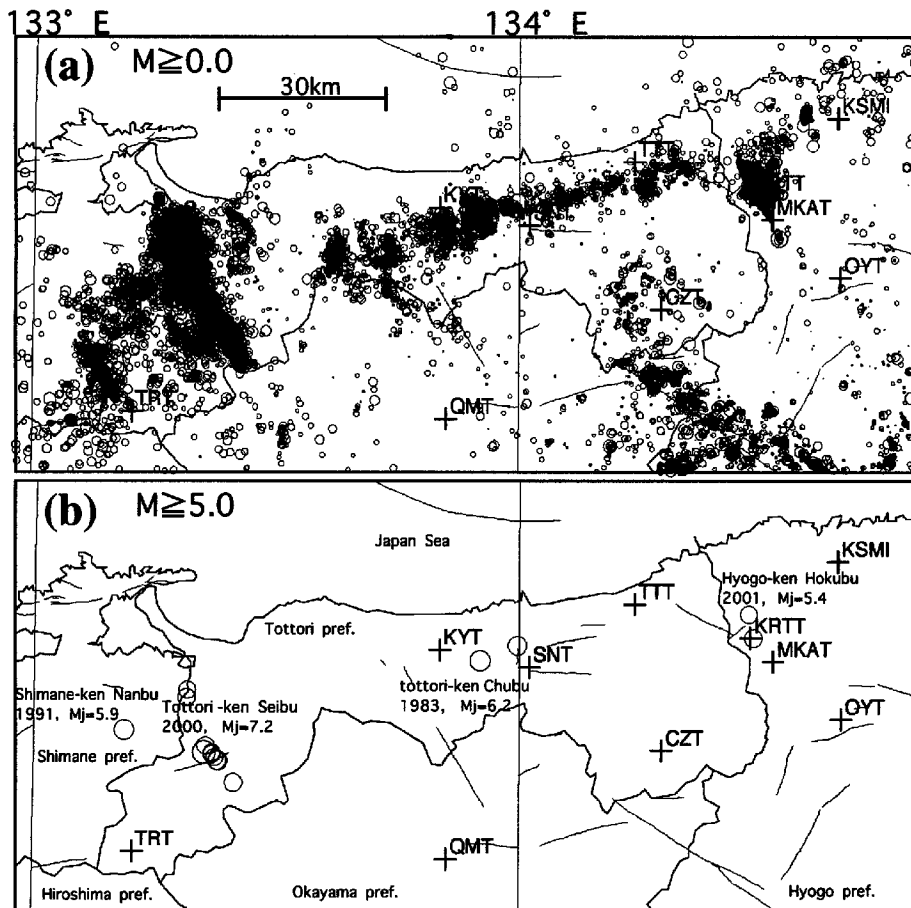 133° E 134° E
(a) M≧0.0
30km
KSMI
TTT
KYT
MKAT
OYT
CZT
TRT
QMT
(b) M≧5.0
Japan Sea
KSMI
Hyogo-ken Hokubu
2001, Mj=5.4
TTT
Tottori pref.
KYT
KRTT
SNT
MKAT
Shimane-ken Nanbu
1991, Mj=5.9
Tottori-ken Seibu
2000, Mj=7.2
tottori-ken Chubu
1983, Mj=6.2
OYT
Shimane pref.
CZT
TRT
QMT
Hiroshima pref.
Okayama pref.
Hyogo pref.